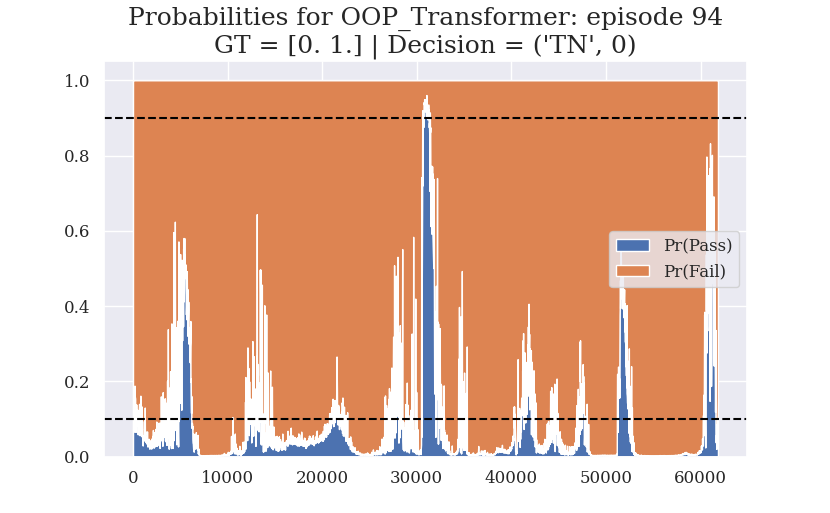 Probabilities for OOP_Transformer: episode 94
GT = [0. 1.] | Decision = ('TN', 0)
1.0
0.8
0.6
0.4
0.2
0.0
Pr(Pass)
Pr(Fail)
0 10000 20000 30000 40000 50000 60000